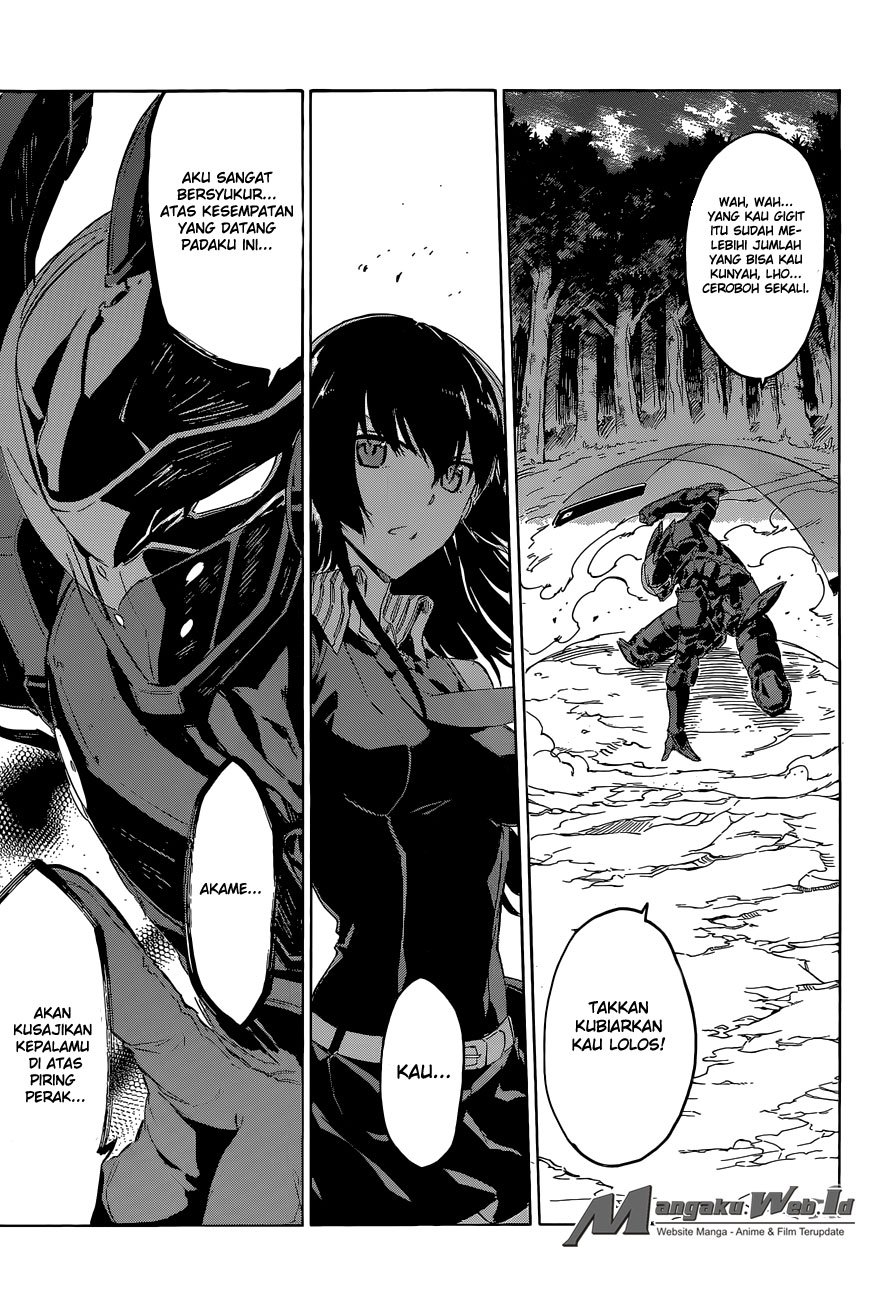 WAH, WAH...
YANG KAU GIGIT
ITU SUDAH ME-
LEBIHI JUMLAH
YANG BISA KAU
KUNYAH, LHO...
CEROBOH SEKALI.
TAKKAN
KUBIARKAN
KAU LOLOS!
KAU...
AKU SANGAT
BERSYUKUR...
ATAS KESEMPATAN
YANG DATANG
PADAKU INI...
AKAME...
AKAN
KUSAJIKAN
KEPALAMU
DI ATAS
PIRING
PERAK...
Mangaku.Web.Id
Website Manga - Anime & Film Terupdate